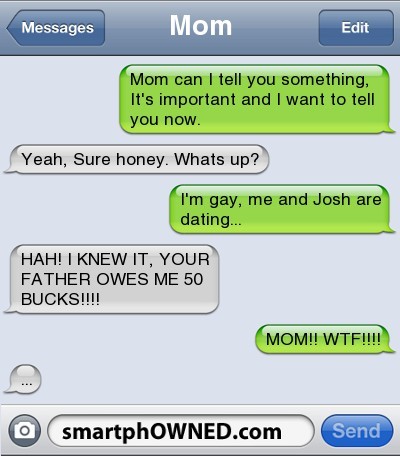 Messages Mom Edit
Mom can I tell you something,
It's important and I want to tell
you now.
Yeah, Sure honey. Whats up?
I'm gay, me and Josh are
dating...
HAH! I KNEW IT, YOUR
FATHER OWES ME 50
BUCKS!!!!
MOM!! WTF!!!!
...
smartphOWNED.com Send